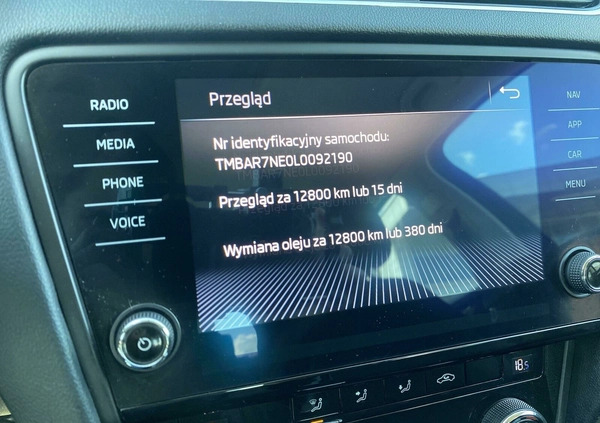 RADIO
MEDIA
PHONE
VOICE
Przegląd
Nr identyfikacyjny samochodu:
TMBAR7NE0L0092190
Przegląd za 12800 km lub 15 dni
Wymiana oleju za 12800 km lub 380 dni
NAV
APP
CAR
MENU
18.5